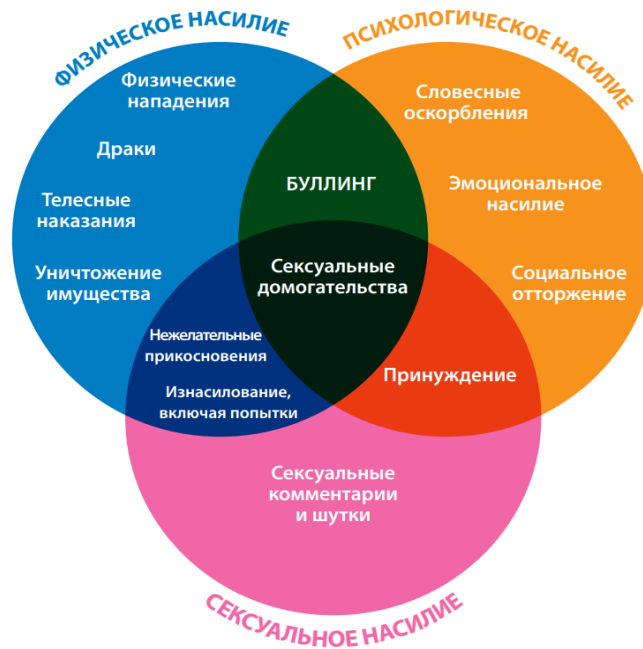 ФИЗИЧЕСКОЕ НАСИЛИЕ
ПСИХОЛОГИЧЕСКОЕ НАСИЛИЕ
Физические
нападения
Драки
Телесные
наказания
Уничтожение
имущества
БУЛЛИНГ
Словесные
оскорбления
Эмоциональное
насилие
Социальное
отторжение
Сексуальные
домогательства
Нежелательные
прикосновения
Изнасилование,
включая попытки
Принуждение
Сексуальные
комментарии
и шутки
СЕКСУАЛЬНОЕ НАСИЛИЕ